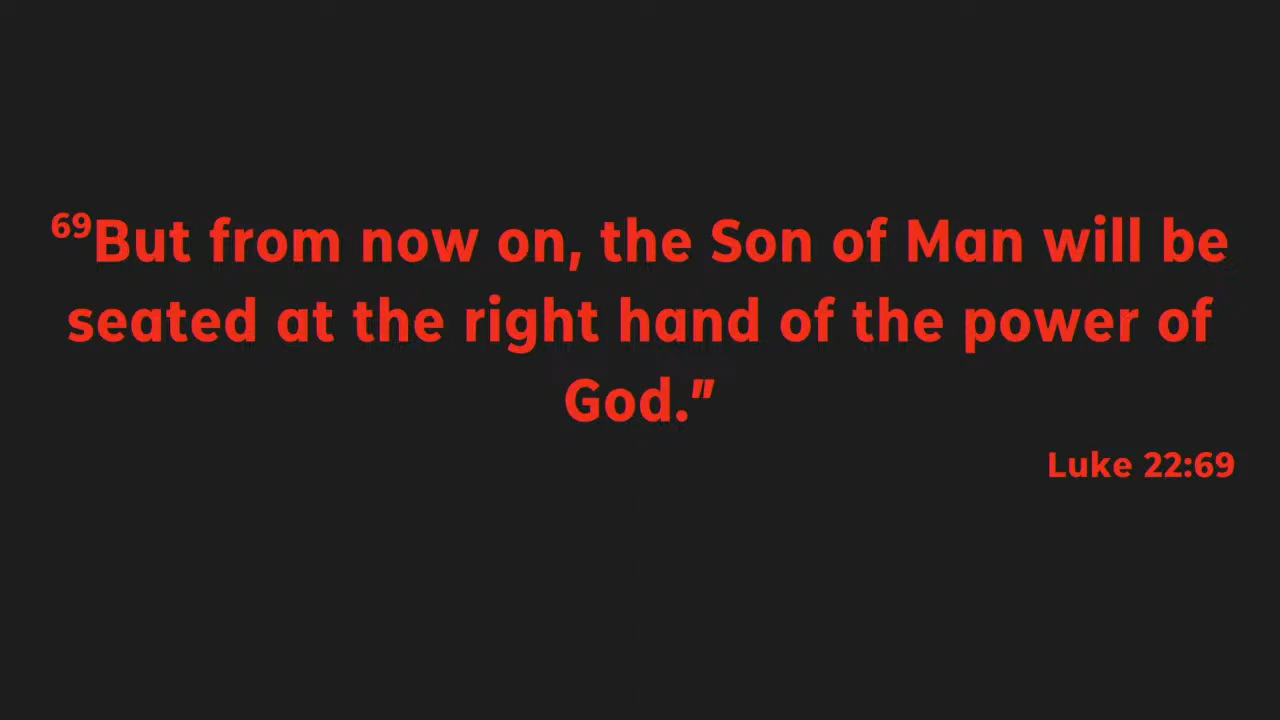 ⁶⁹But from now on, the Son of Man will be
seated at the right hand of the power of
God.”
Luke 22:69